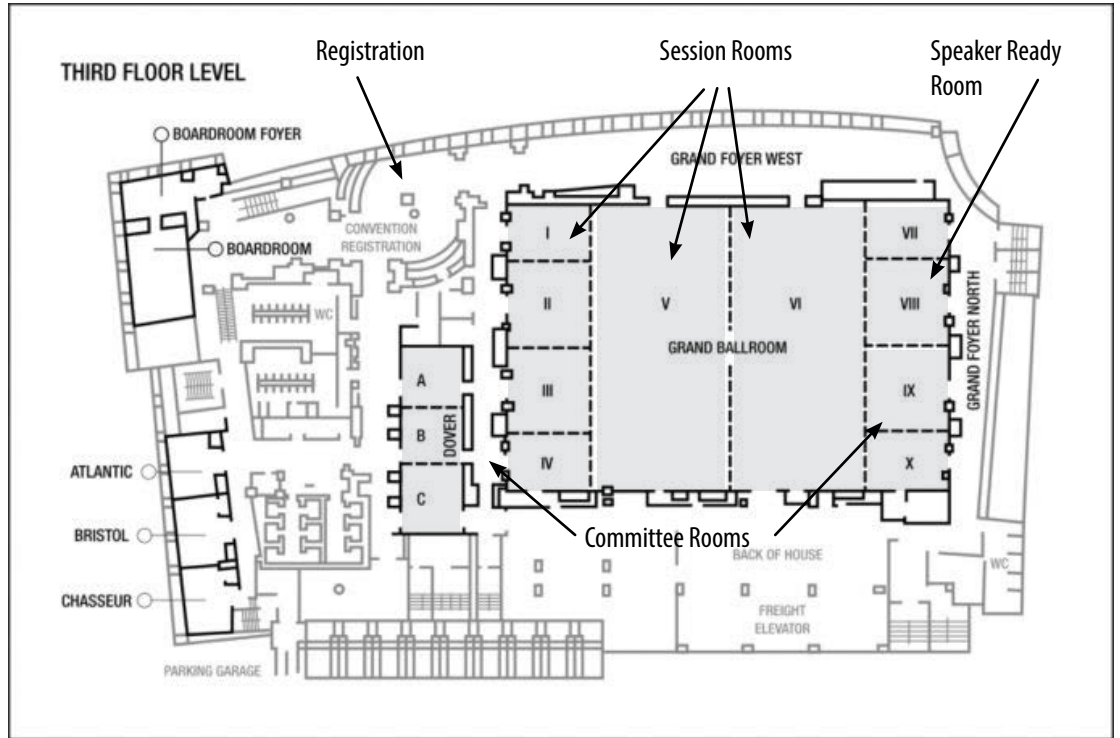 Registration
Session Rooms
Speaker Ready
Room
THIRD FLOOR LEVEL
BOARDROOM FOYER
GRAND FOYER WEST
CONVENTION
REGISTRATION
BOARDROOM
I
VII
II
V
VI
VIII
WC
GRAND BALLROOM
GRAND FOYER NORTH
A
III
IX
B
DOVER
IV
X
C
ATLANTIC
BRISTOL
Committee Rooms
BACK OF HOUSE
WC
CHASSEUR
FREIGHT
ELEVATOR
PARKING GARAGE